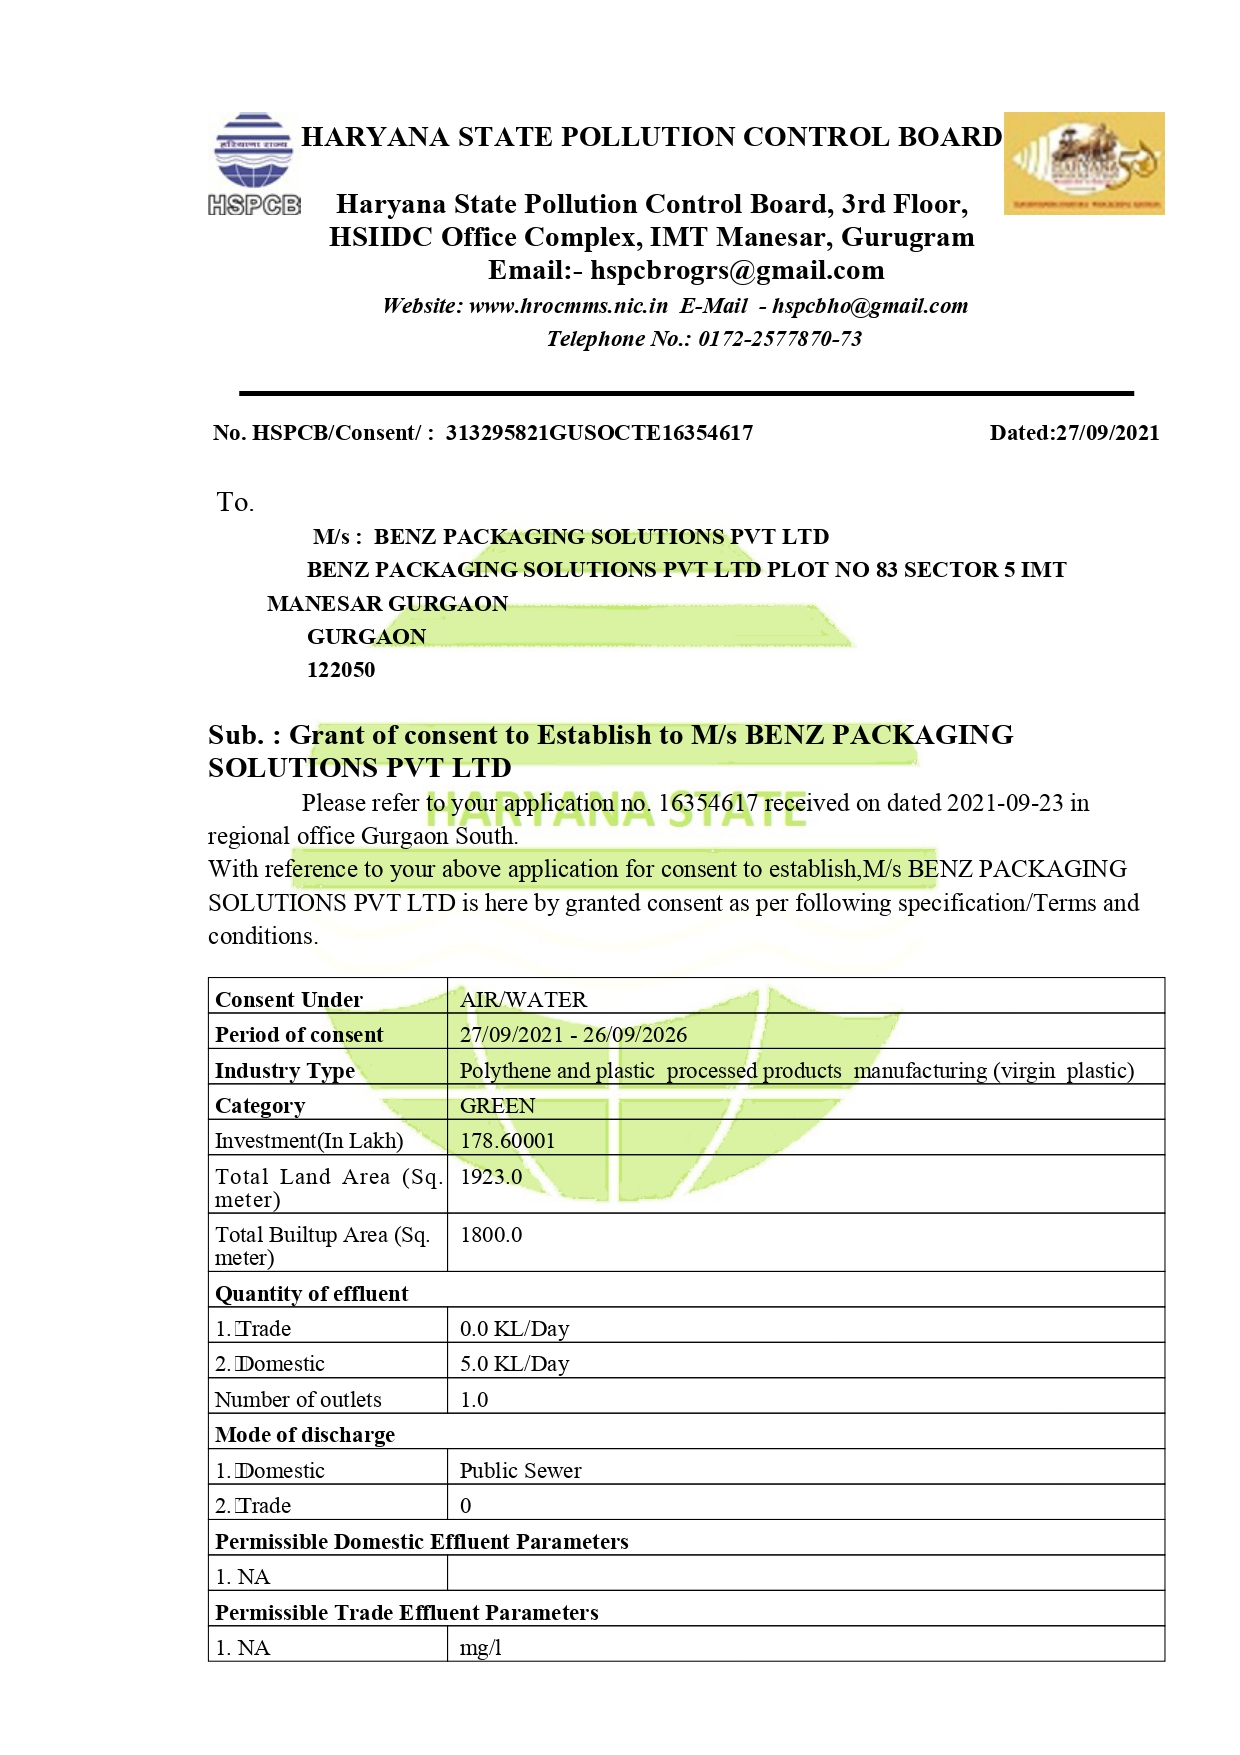 हरियाणा राज्य
HSPCB
HARYANA STATE POLLUTION CONTROL BOARD
Haryana State Pollution Control Board, 3rd Floor,
HSIIDC Office Complex, IMT Manesar, Gurugram
Email:- hspcbrogrs@gmail.com
Website: www.hrocmms.nic.in E-Mail - hspcbho@gmail.com
Telephone No.: 0172-2577870-73
No. HSPCB/Consent/ : 313295821GUSOCTE16354617 Dated:27/09/2021
To.
M/s : BENZ PACKAGING SOLUTIONS PVT LTD
BENZ PACKAGING SOLUTIONS PVT LTD PLOT NO 83 SECTOR 5 IMT
MANESAR GURGAON
GURGAON
122050
Sub. : Grant of consent to Establish to M/s BENZ PACKAGING
SOLUTIONS PVT LTD
Please refer to your application no. 16354617 received on dated 2021-09-23 in
HARYANA STATE
regional office Gurgaon South.
With reference to your above application for consent to establish,M/s BENZ PACKAGING
SOLUTIONS PVT LTD is here by granted consent as per following specification/Terms and
conditions.
Consent Under AIR/WATER
Period of consent 27/09/2021 - 26/09/2026
Industry Type Polythene and plastic processed products manufacturing (virgin plastic)
Category GREEN
Investment(In Lakh) 178.60001
Total Land Area (Sq. 1923.0
meter)
Total Builtup Area (Sq. 1800.0
meter)
Quantity of effluent
1. Trade 0.0 KL/Day
2. Domestic 5.0 KL/Day
Number of outlets 1.0
Mode of discharge
1. Domestic Public Sewer
2. Trade 0
Permissible Domestic Effluent Parameters
1. NA
Permissible Trade Effluent Parameters
1. NA mg/l